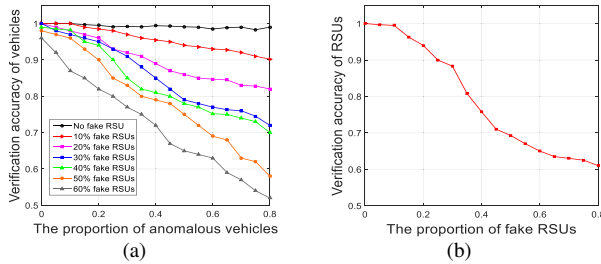 Verification accuracy of vehicles
1
0.9
0.8
0.7
0.6
0.5
No fake RSU
10% fake RSUs
20% fake RSUs
30% fake RSUs
40% fake RSUs
50% fake RSUs
60% fake RSUs
0
0.2
0.4
0.6
0.8
The proportion of anomalous vehicles
(a)
Verification accuracy of RSUs
1
0.9
0.8
0.7
0.6
0.5
0
0.2
0.4
0.6
0.8
The proportion of fake RSUs
(b)